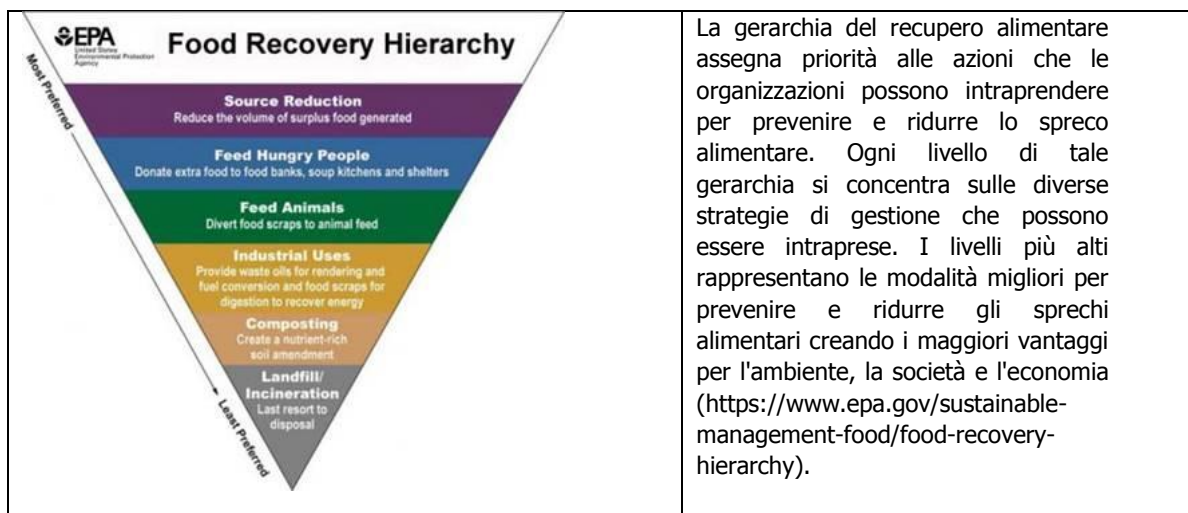 EPA
United States
Environmental Protection
Agency
Food Recovery Hierarchy
Most Preferred
Source Reduction
Reduce the volume of surplus food generated
Feed Hungry People
Donate extra food to food banks, soup kitchens and shelters
Feed Animals
Divert food scraps to animal feed
Industrial Uses
Provide waste oils for rendering and
fuel conversion and food scraps for
digestion to recover energy
Composting
Create a nutrient-rich
soil amendment
Landfill/
Incineration
Last resort to
disposal
Least Preferred
La gerarchia del recupero alimentare
assegna priorità alle azioni che le
organizzazioni possono intraprendere
per prevenire e ridurre lo spreco
alimentare. Ogni livello di tale
gerarchia si concentra sulle diverse
strategie di gestione che possono
essere intraprese. I livelli più alti
rappresentano le modalità migliori per
prevenire e ridurre gli sprechi
alimentari creando i maggiori vantaggi
per l'ambiente, la società e l'economia
(https://www.epa.gov/sustainable-
management-food/food-recovery-
hierarchy).